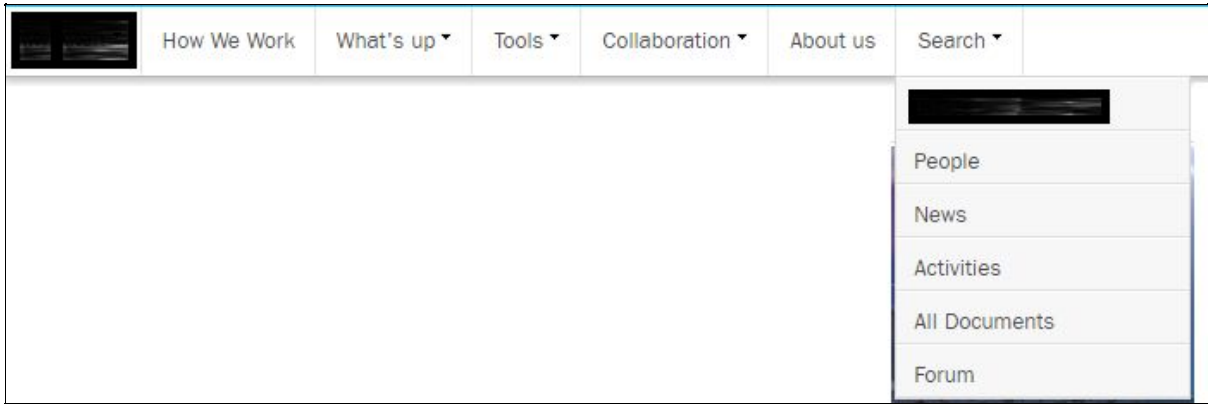 How We Work What's up Tools Collaboration About us Search
People
News
Activities
All Documents
Forum